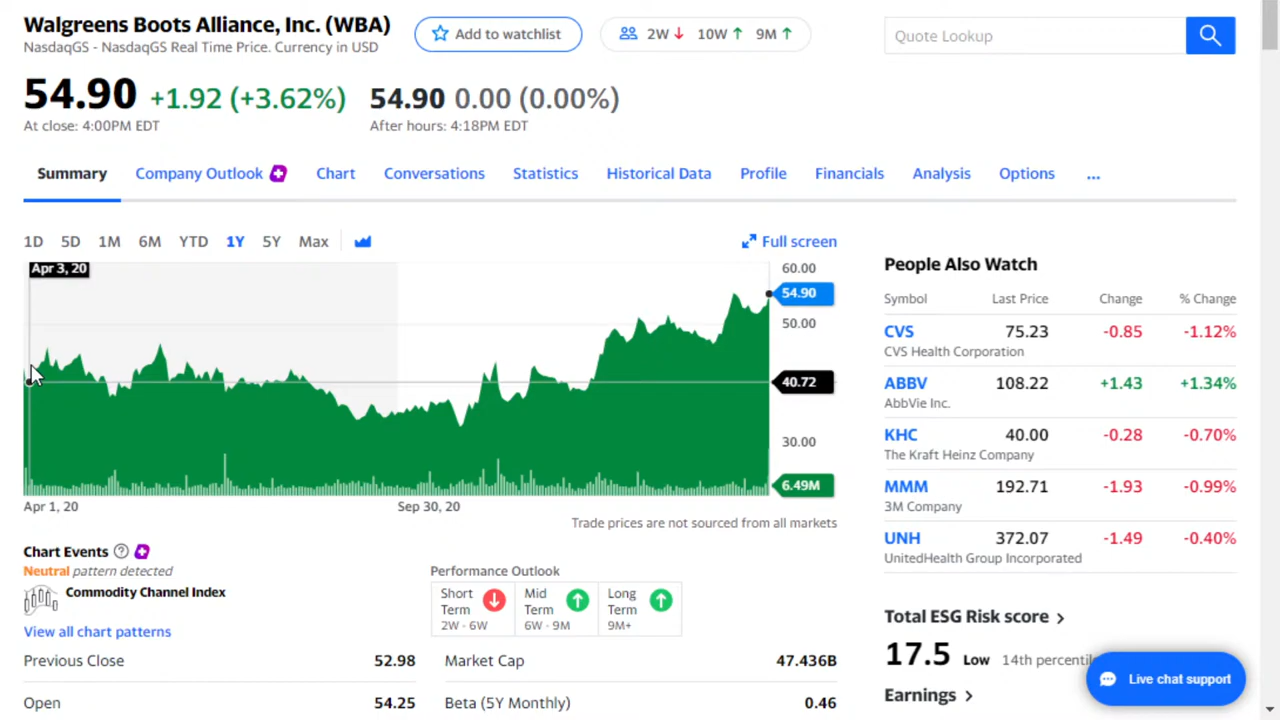 Walgreens Boots Alliance, Inc. (WBA)
NasdaqGS - NasdaqGS Real Time Price. Currency in USD
Add to watchlist
2W 10W 9M
Quote Lookup
54.90 +1.92 (+3.62%)
At close: 4:00PM EDT
54.90 0.00 (0.00%)
After hours: 4:18PM EDT
Summary Company Outlook Chart Conversations Statistics Historical Data Profile Financials Analysis Options ...
1D 5D 1M 6M YTD 1Y 5Y Max
Full screen
Apr 3, 20
60.00
54.90
50.00
40.72
30.00
6.49M
Apr 1, 20 Sep 30, 20
Trade prices are not sourced from all markets
Chart Events
Neutral pattern detected
Commodity Channel Index
View all chart patterns
Performance Outlook
Short Term 2W - 6W
Mid Term 6W - 9M
Long Term 9M+
Previous Close 52.98
Open 54.25
Market Cap 47.436B
Beta (5Y Monthly) 0.46
People Also Watch
Symbol Last Price Change % Change
CVS 75.23 -0.85 -1.12%
CVS Health Corporation
ABBV 108.22 +1.43 +1.34%
AbbVie Inc.
KHC 40.00 -0.28 -0.70%
The Kraft Heinz Company
MMM 192.71 -1.93 -0.99%
3M Company
UNH 372.07 -1.49 -0.40%
UnitedHealth Group Incorporated
Total ESG Risk score
17.5 Low 14th percentil
Earnings
Live chat support